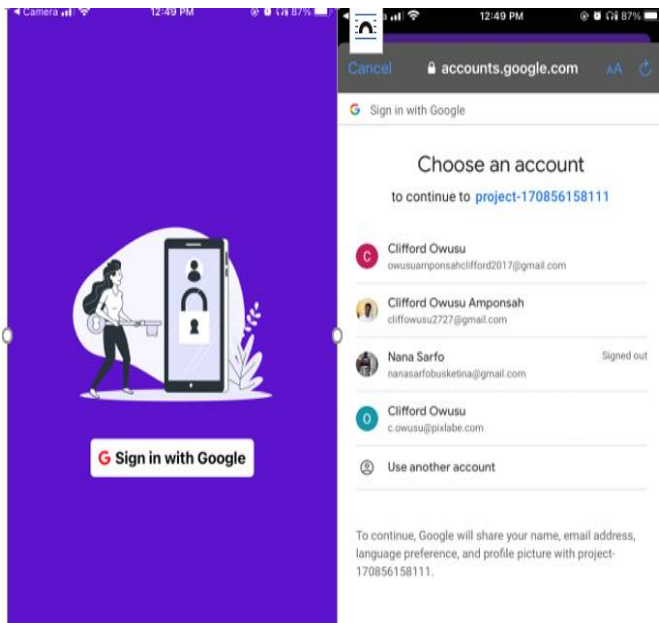 Camera
12:49 PM
87%
Sign in with Google
12:49 PM
87%
Cancel
accounts.google.com
AA
Sign in with Google
Choose an account
to continue to project-170856158111
C
Clifford Owusu
owusuamponsahclifford2017@gmail.com
Clifford Owusu Amponsah
cliffowusu2727@gmail.com
Nana Sarfo
Signed out
nanasarfobusketina@gmail.com
O
Clifford Owusu
c.owusu@pixlabe.com
Use another account
To continue, Google will share your name, email address,
language preference, and profile picture with project-
170856158111.